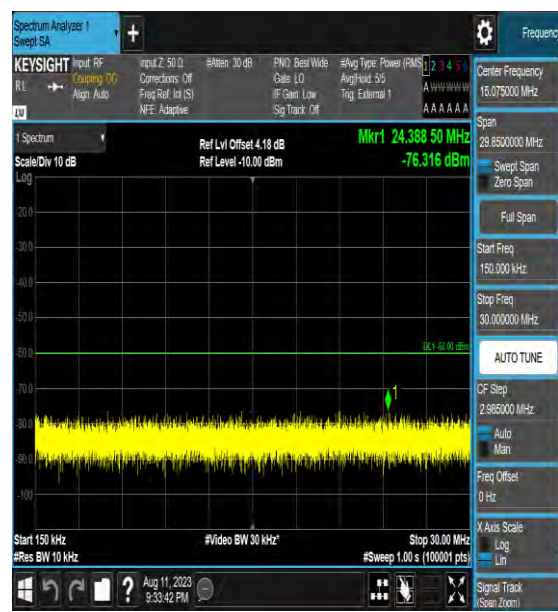 Spectrum Analyzer 1
Swept SA
Frequenc
KEYSIGHT
RL
Input: RF
Coupling: DC
Align: Auto
Input Z: 50 Ω
Corrections: Off
Freq Ref: Int (S)
NFE: Adaptive
#Atten: 30 dB
PNO: Best Wide
Gate: LO
IF Gain: Low
Sig Track: Off
#Avg Type: Power (RMS
Avg|Hold: 5/5
Trig: External 1
1 2 3 4 5 6
A W W W W W
A A A A A A
LW
1 Spectrum
Scale/Div 10 dB
Ref Lvl Offset 4.18 dB
Ref Level -10.00 dBm
Mkr1 24.388 50 MHz
-76.316 dBm
Log
-20.0
-30.0
-40.0
-50.0
-60.0
-70.0
-80.0
-90.0
-100
DL1 -60.00 dBm
1
Start 150 kHz
#Res BW 10 kHz
#Video BW 30 kHz*
Stop 30.00 MHz
#Sweep 1.00 s (100001 pts)
?
Aug 11, 2023
9:33:42 PM
Center Frequency
15.075000 MHz
Span
29.8500000 MHz
Swept Span
Zero Span
Full Span
Start Freq
150.000 kHz
Stop Freq
30.000000 MHz
AUTO TUNE
CF Step
2.985000 MHz
Auto
Man
Freq Offset
0 Hz
X Axis Scale
Log
Lin
Signal Track
(Span Zoom)